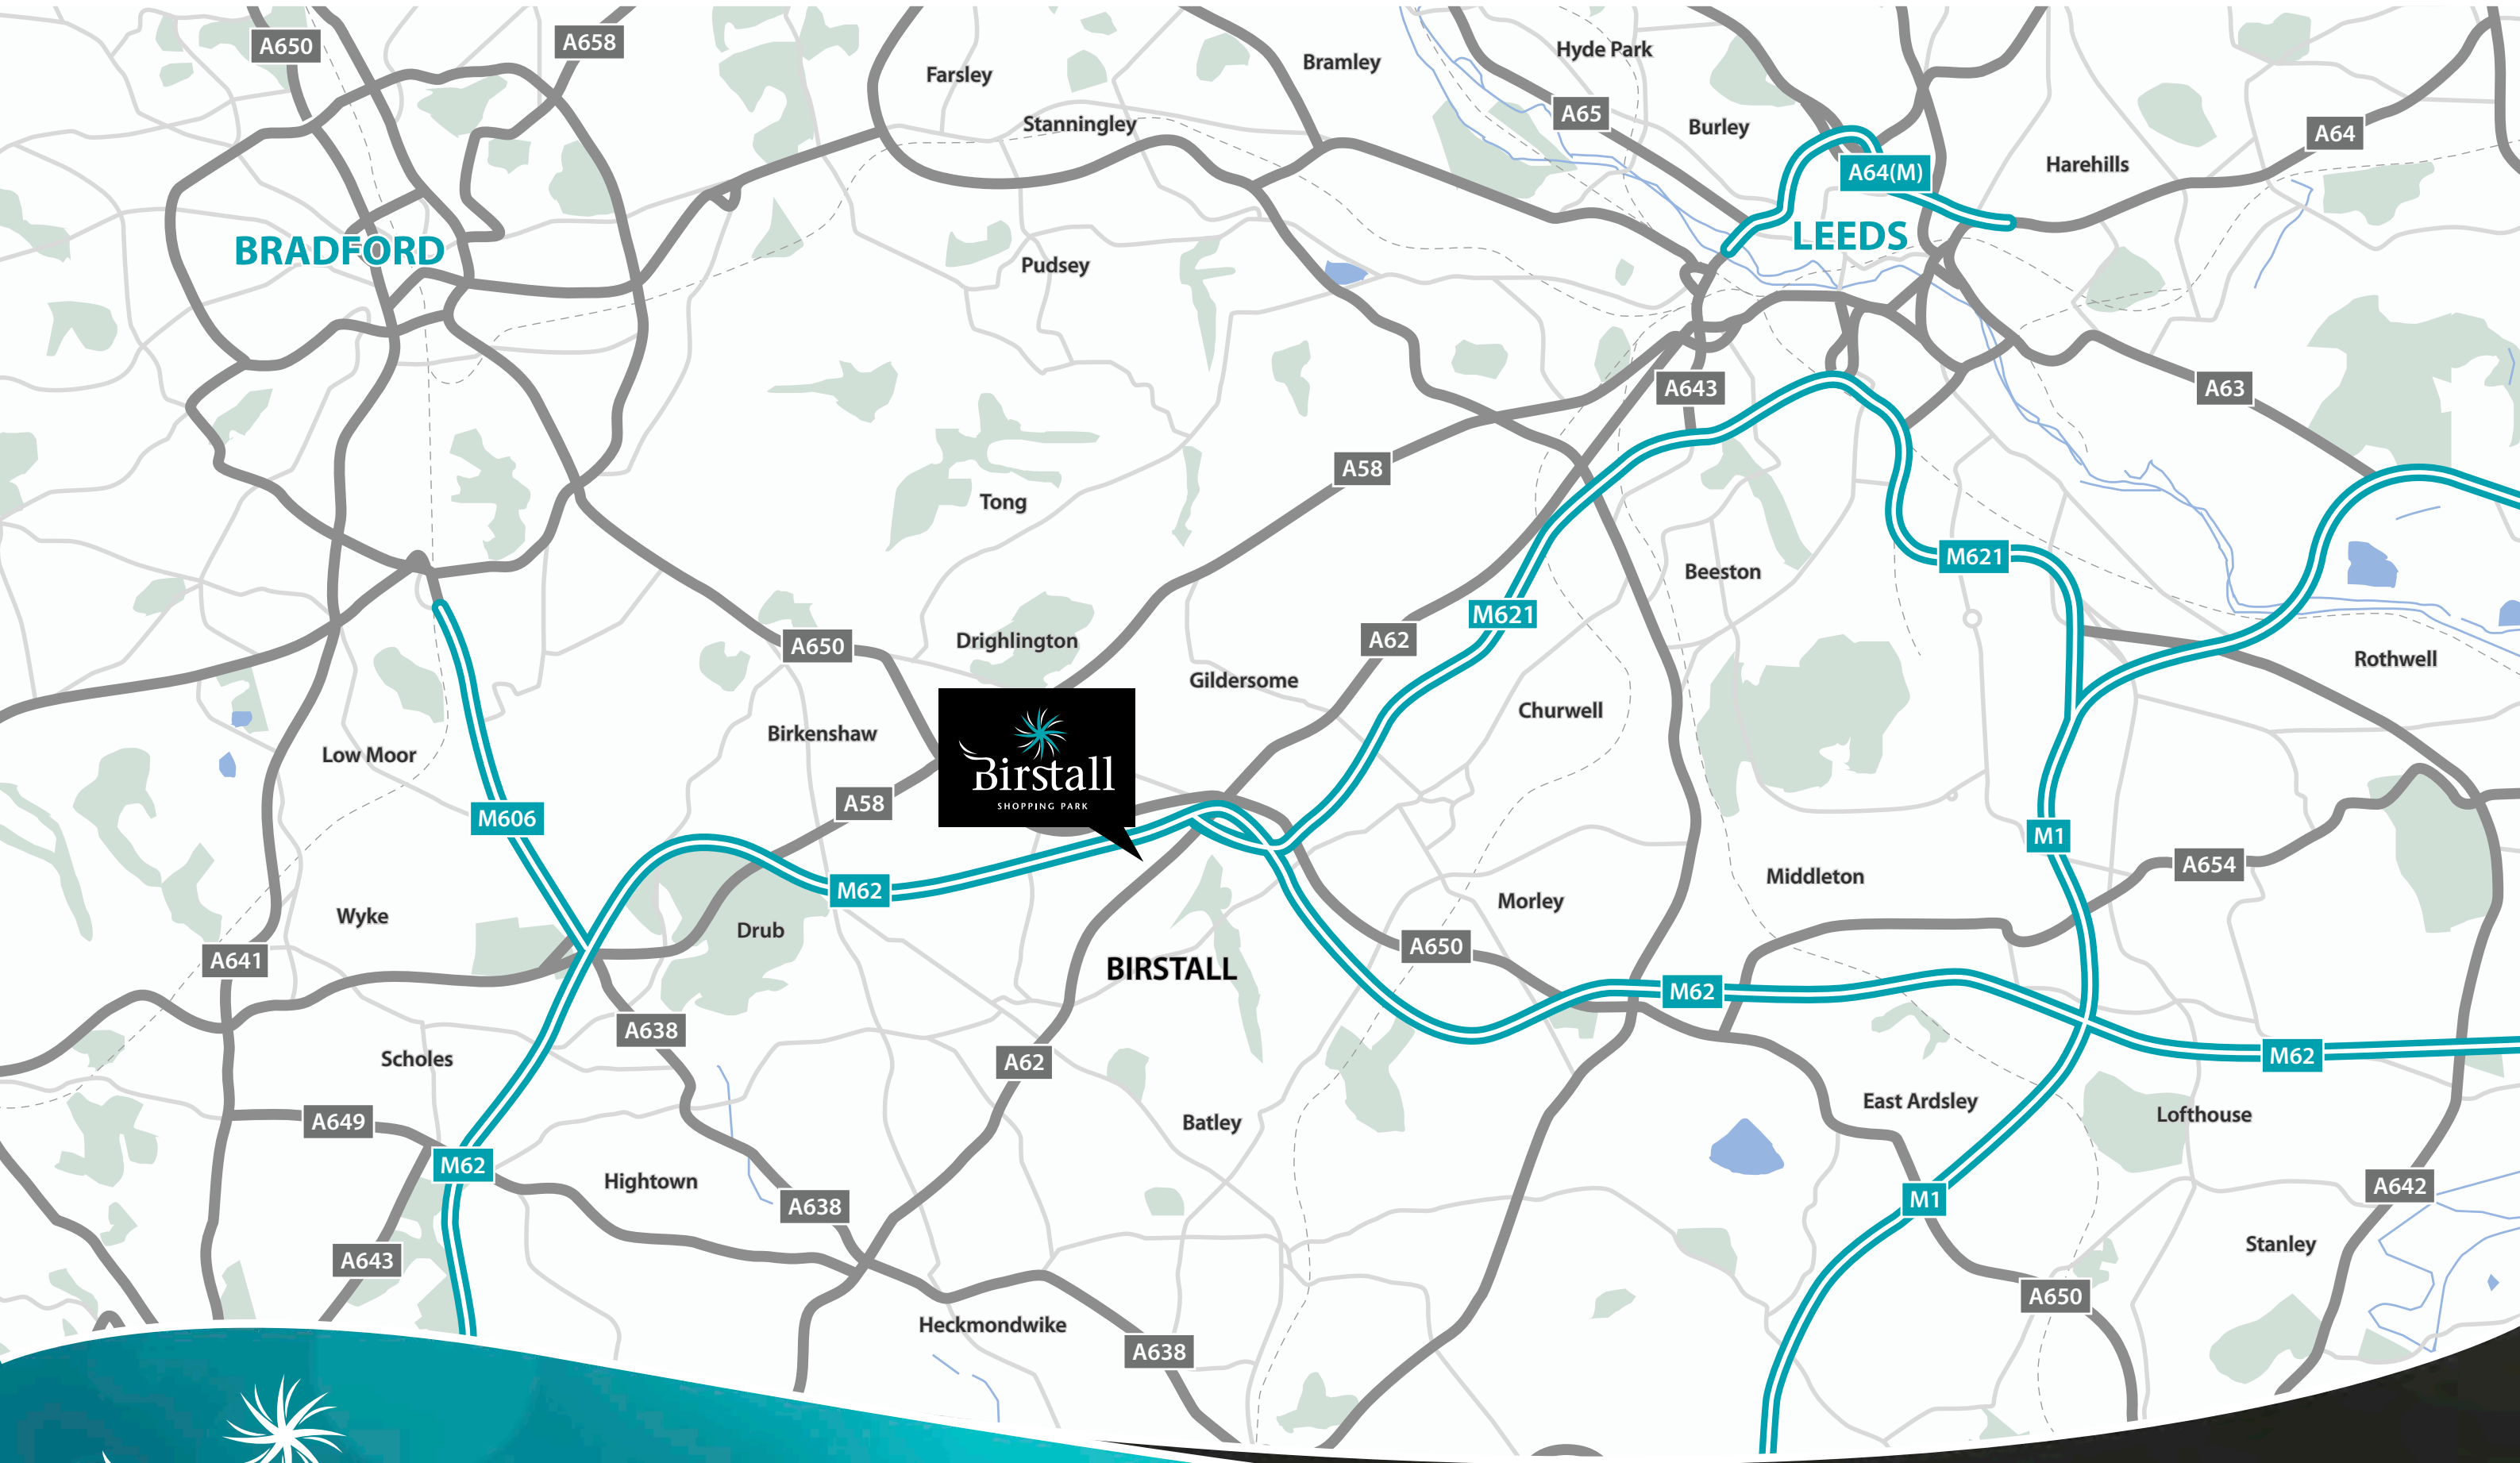 A650
A658
Farsley
Bramley
Hyde Park
Stanningley
A65
Burley
A64
A64(M)
Harehills
BRADFORD
LEEDS
Pudsey
A643
A63
A58
Tong
M621
Beeston
M621
A650
Drighlington
A62
Rothwell
Gildersome
Churwell
Birkenshaw
Low Moor
Birstall
SHOPPING PARK
A58
M606
M1
A654
Middleton
M62
Morley
Wyke
Drub
A650
A641
BIRSTALL
M62
A638
Scholes
A62
M62
A649
Batley
East Ardsley
Lofthouse
M62
Hightown
A638
M1
A642
A643
Stanley
A650
Heckmondwike
A638